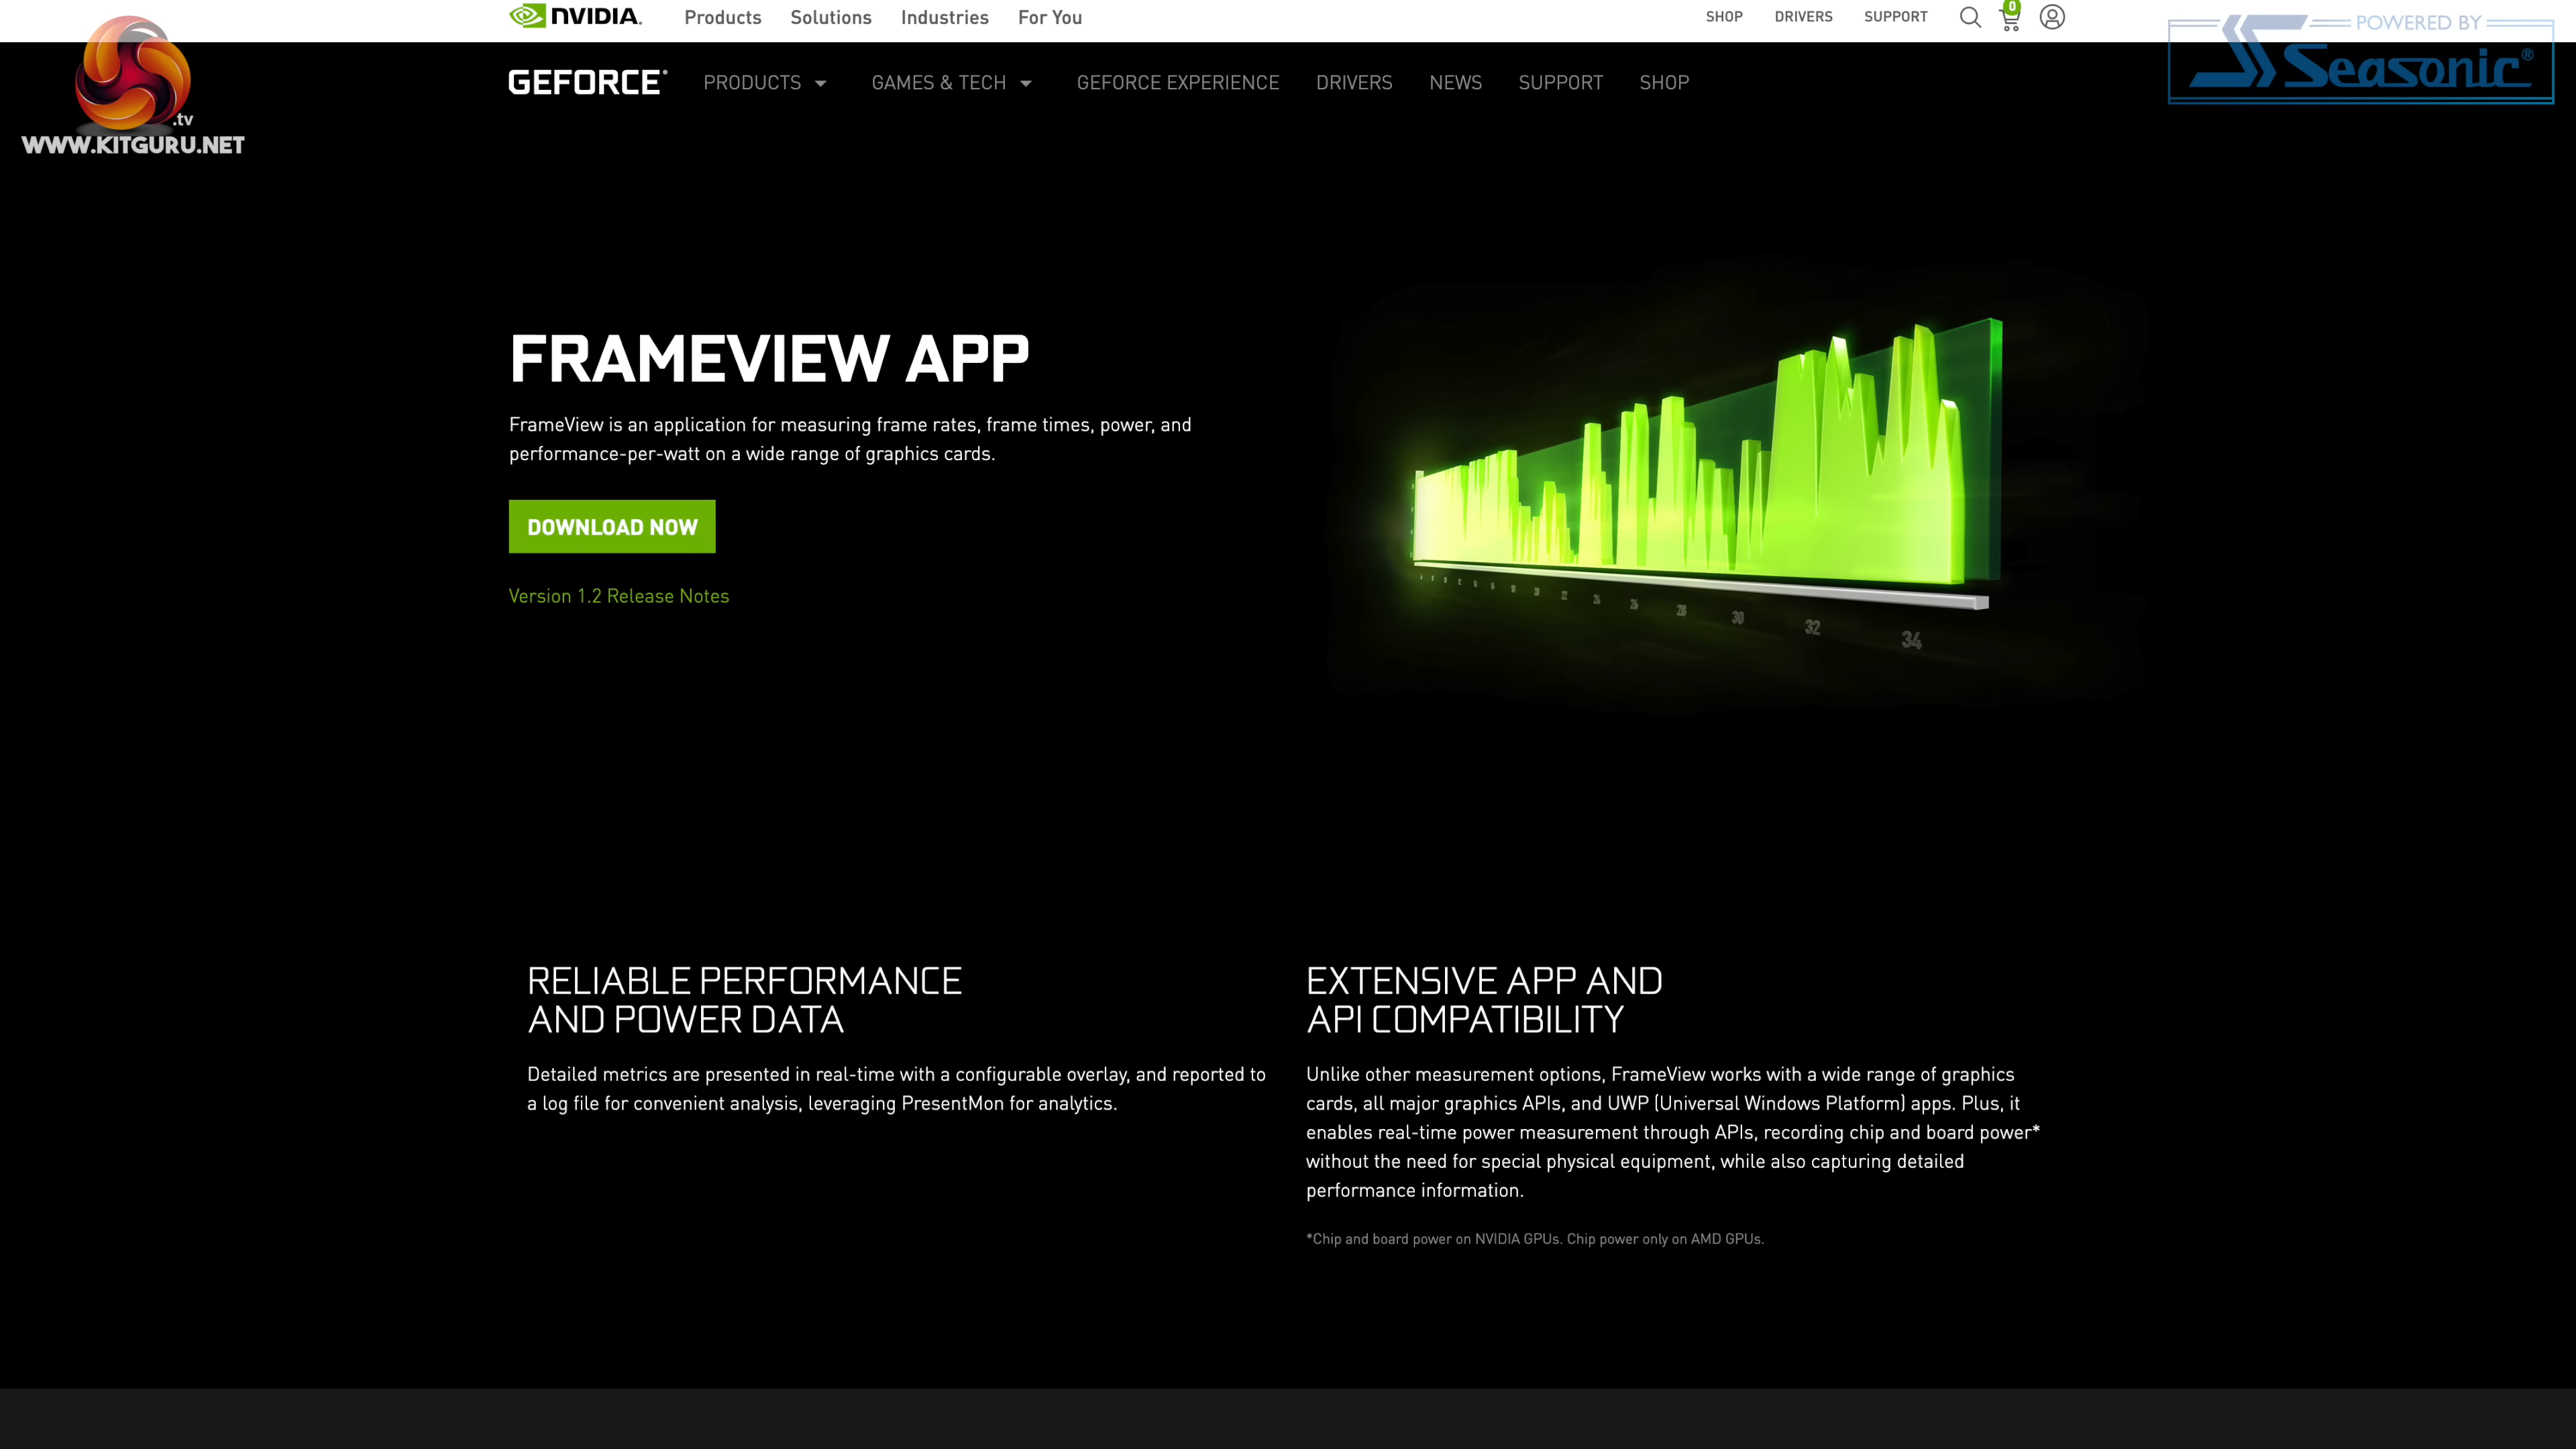 NVIDIA.
Products Solutions Industries For You
SHOP DRIVERS SUPPORT
0
POWERED BY
Seasonic®
.tv
WWW.KITGURU.NET
GEFORCE® PRODUCTS GAMES & TECH GEFORCE EXPERIENCE DRIVERS NEWS SUPPORT SHOP
FRAMEVIEW APP
FrameView is an application for measuring frame rates, frame times, power, and
performance-per-watt on a wide range of graphics cards.
DOWNLOAD NOW
Version 1.2 Release Notes
22 24 26 28 30 32 34
RELIABLE PERFORMANCE
AND POWER DATA
Detailed metrics are presented in real-time with a configurable overlay, and reported to
a log file for convenient analysis, leveraging PresentMon for analytics.
EXTENSIVE APP AND
API COMPATIBILITY
Unlike other measurement options, FrameView works with a wide range of graphics
cards, all major graphics APIs, and UWP (Universal Windows Platform) apps. Plus, it
enables real-time power measurement through APIs, recording chip and board power*
without the need for special physical equipment, while also capturing detailed
performance information.
*Chip and board power on NVIDIA GPUs. Chip power only on AMD GPUs.